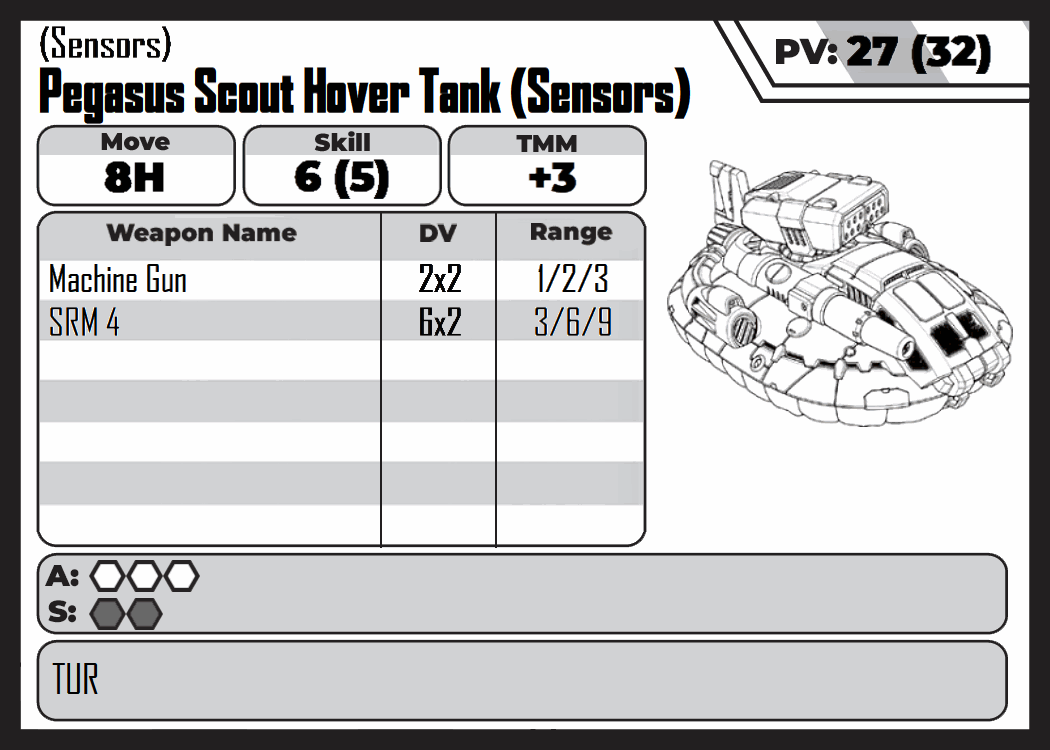 (Sensors)
Pegasus Scout Hover Tank (Sensors)
PV: 27 (32)
Move Skill TMM
8H 6 (5) +3
Weapon Name DV Range
Machine Gun 2x2 1/2/3
SRM 4 6x2 3/6/9
A:
S:
TUR